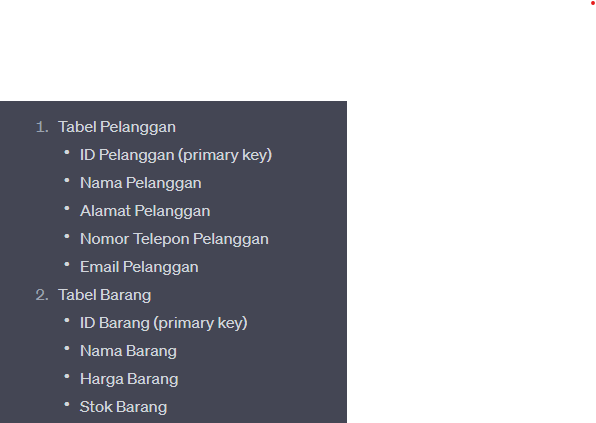 1. Tabel Pelanggan
• ID Pelanggan (primary key)
• Nama Pelanggan
• Alamat Pelanggan
• Nomor Telepon Pelanggan
• Email Pelanggan
2. Tabel Barang
• ID Barang (primary key)
• Nama Barang
• Harga Barang
• Stok Barang